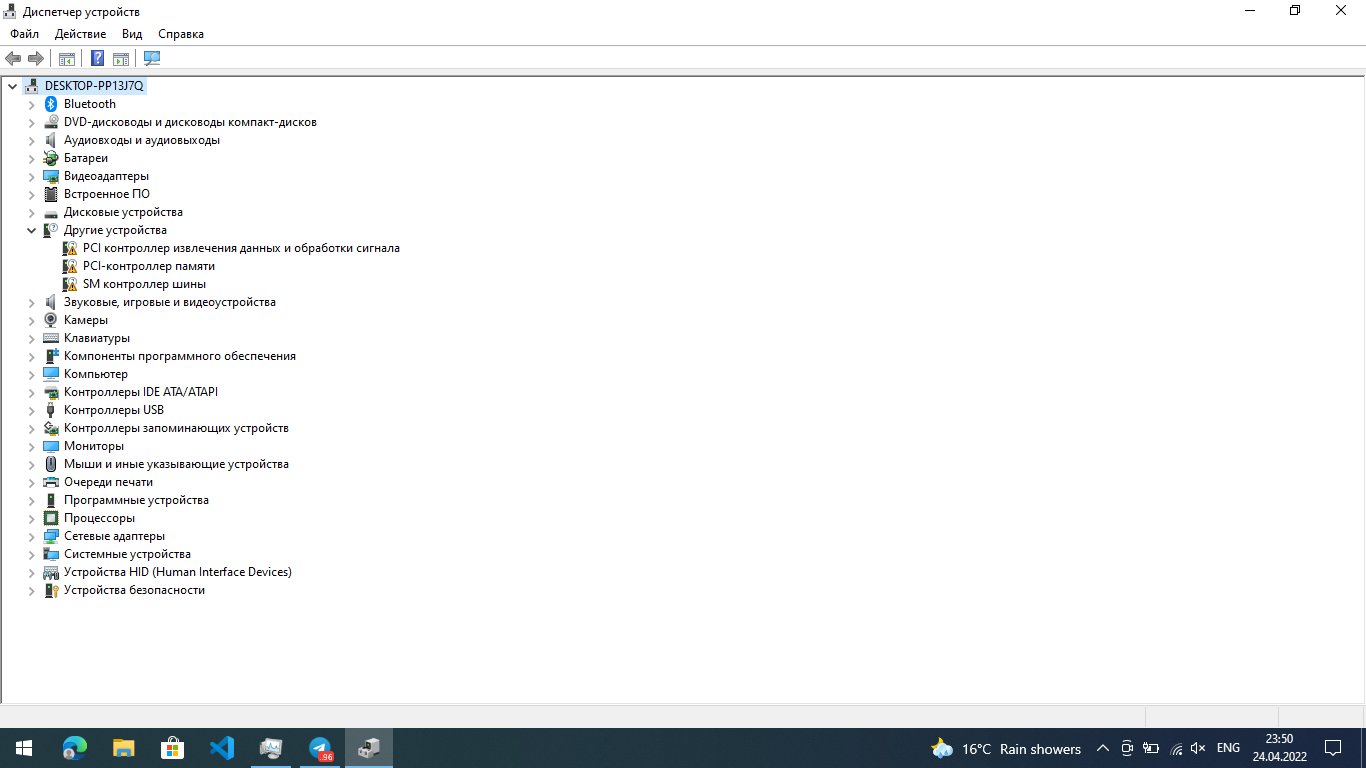 Диспетчер устройств
Файл Действие Вид Справка
DESKTOP-PP13J7Q
Bluetooth
DVD-дисководы и дисководы компакт-дисков
Аудиовходы и аудиовыходы
Батареи
Видеоадаптеры
Встроенное ПО
Дисковые устройства
Другие устройства
PCI контроллер извлечения данных и обработки сигнала
PCI-контроллер памяти
SM контроллер шины
Звуковые, игровые и видеоустройства
Камеры
Клавиатуры
Компоненты программного обеспечения
Компьютер
Контроллеры IDE ATA/ATAPI
Контроллеры USB
Контроллеры запоминающих устройств
Мониторы
Мыши и иные указывающие устройства
Очереди печати
Программные устройства
Процессоры
Сетевые адаптеры
Системные устройства
Устройства HID (Human Interface Devices)
Устройства безопасности
96
16°C Rain showers
ENG
23:50
24.04.2022